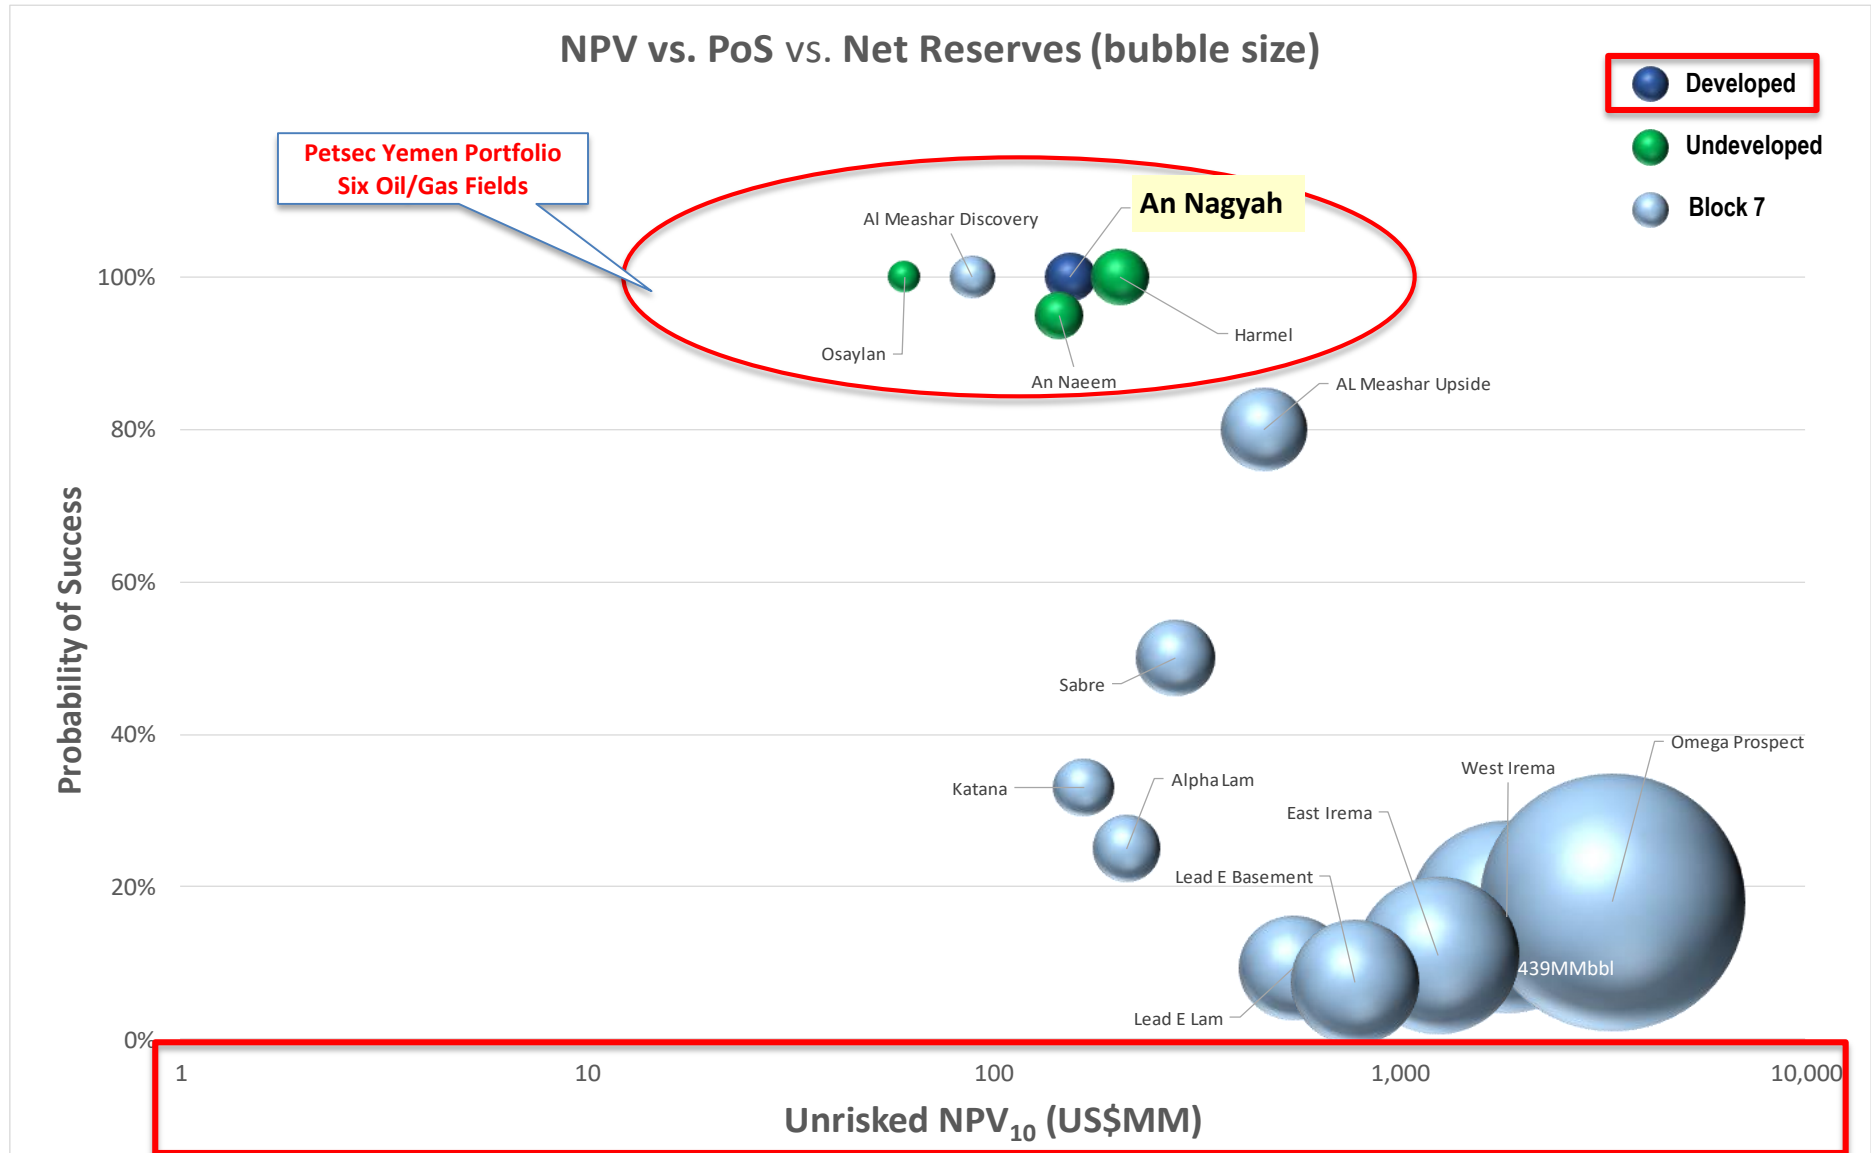 NPV vs. PoS vs. Net Reserves (bubble size)
Developed
Undeveloped
Block 7
Petsec Yemen Portfolio
Six Oil/Gas Fields
An Nagyah
Al Meashar Discovery
Osaylan
An Naeem
Harmel
AL Meashar Upside
Sabre
Katana
Alpha Lam
Omega Prospect
West Irema
East Irema
Lead E Basement
Lead E Lam
439MMbbl
Probability of Success
100%
80%
60%
40%
20%
0%
1
10
100
1,000
10,000
Unrisked NPV10 (US$MM)